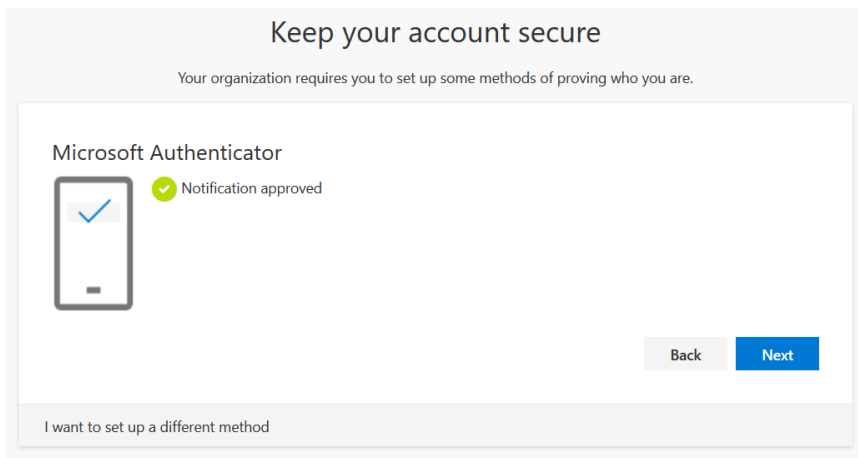 Keep your account secure
Your organization requires you to set up some methods of proving who you are.
Microsoft Authenticator
Notification approved
Back
Next
I want to set up a different method